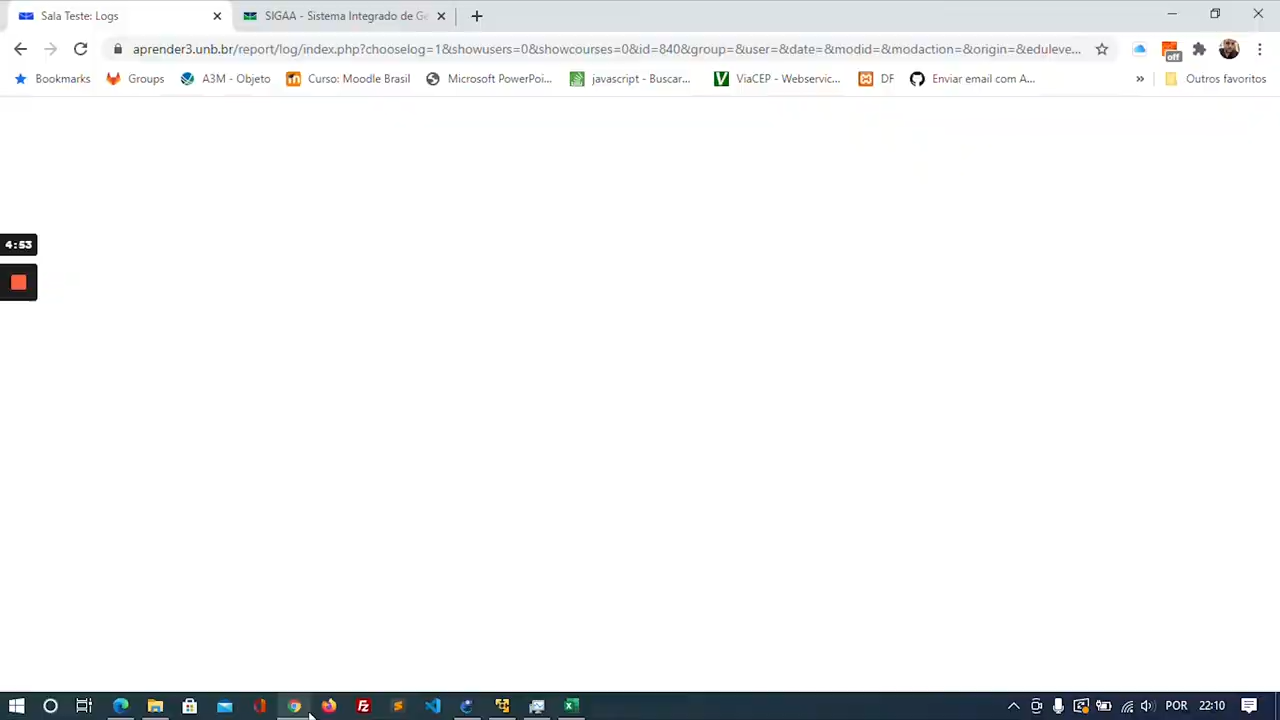 Sala Teste: Logs
SIGAA - Sistema Integrado de Ge
aprender3.unb.br/report/log/index.php?chooselog=1&showusers=0&showcourses=0&id=840&group=&user=&date=&modid=&modaction=&origin=&eduleve...
off
Bookmarks
Groups
A3M - Objeto
Curso: Moodle Brasil
Microsoft PowerPoi...
javascript - Buscar...
ViaCEP - Webservic...
DF
Enviar email com A...
»
Outros favoritos
4:53
POR
22:10